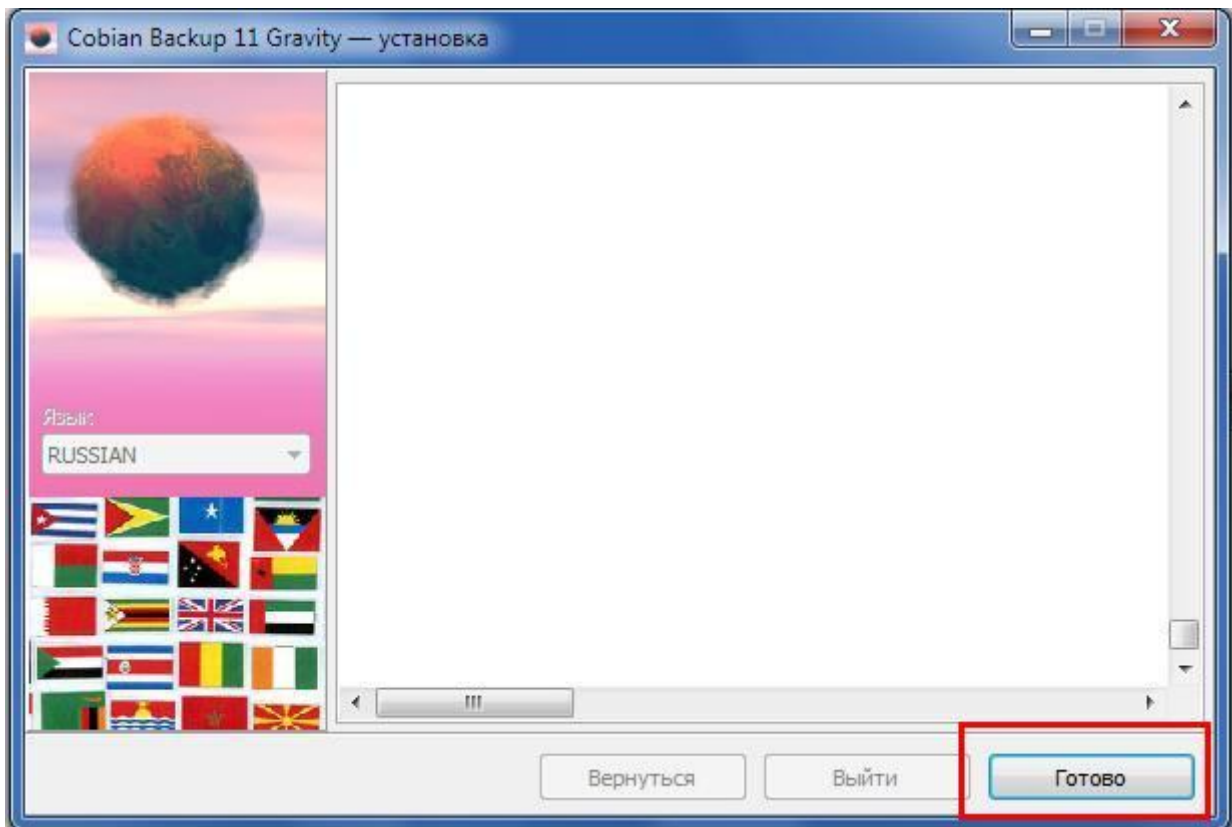 Cobian Backup 11 Gravity — установка
Язык:
RUSSIAN
Вернуться
Выйти
Готово